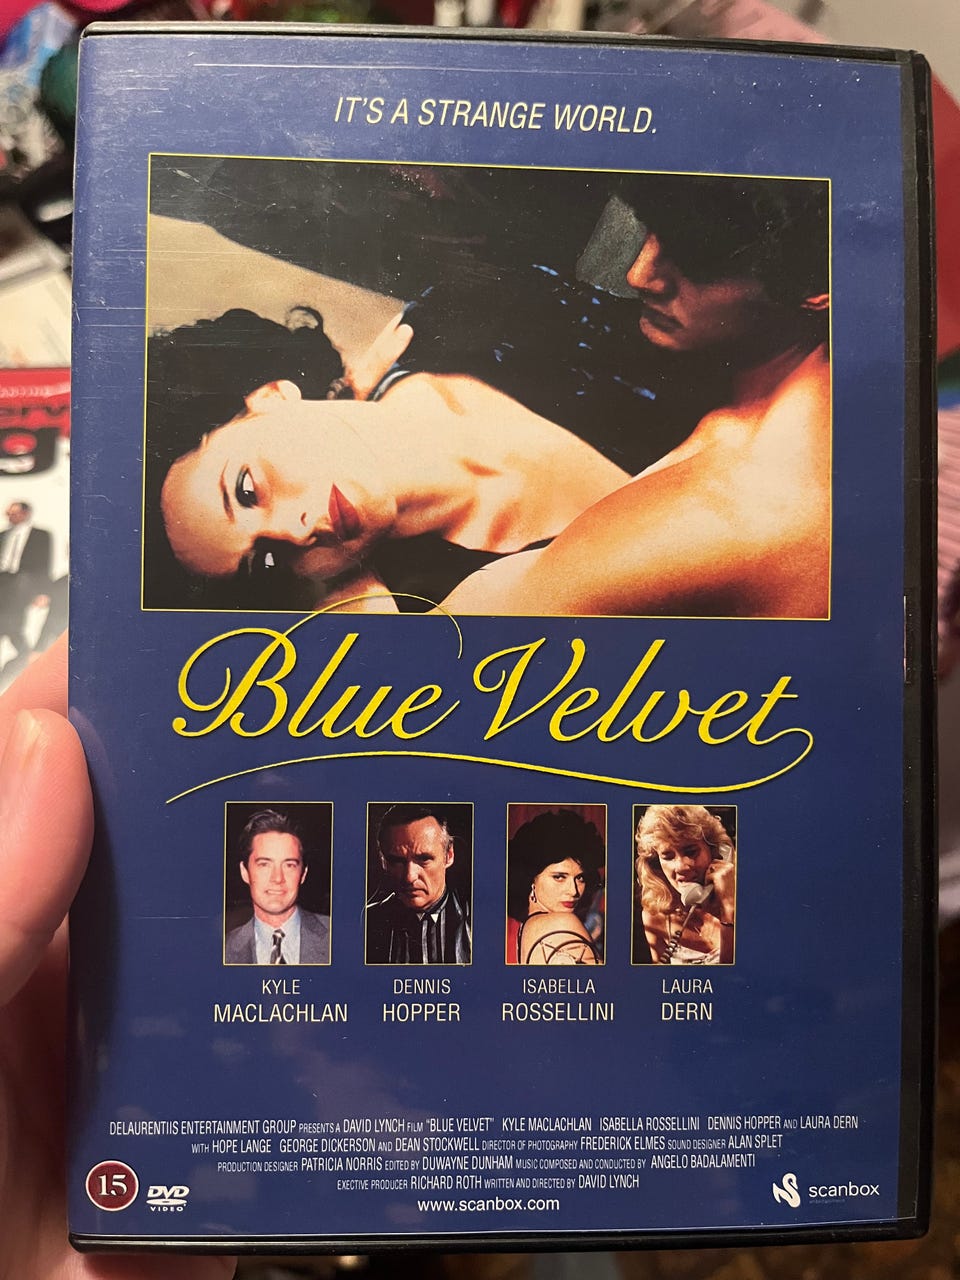 IT'S A STRANGE WORLD.
Blue Velvet
KYLE MACLACHLAN
DENNIS HOPPER
ISABELLA ROSSELLINI
LAURA DERN
DELAURENTIIS ENTERTAINMENT GROUP PRESENTS A DAVID LYNCH FILM "BLUE VELVET" KYLE MACLACHLAN ISABELLA ROSSELLINI DENNIS HOPPER AND LAURA DERN
WITH HOPE LANGE GEORGE DICKERSON AND DEAN STOCKWELL DIRECTOR OF PHOTOGRAPHY FREDERICK ELMES SOUND DESIGNER ALAN SPLET
PRODUCTION DESIGNER PATRICIA NORRIS EDITED BY DUWAYNE DUNHAM MUSIC COMPOSED AND CONDUCTED BY ANGELO BADALAMENTI
EXECTIVE PRODUCER RICHARD ROTH WRITTEN AND DIRECTED BY DAVID LYNCH
15
DVD
VIDEO
www.scanbox.com
scanbox